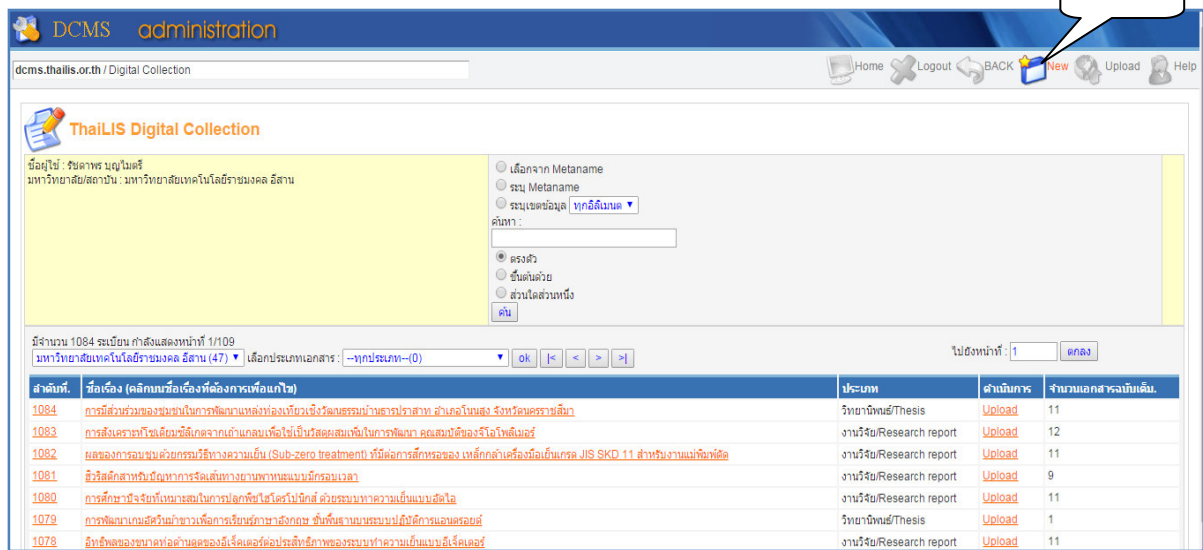 DCMS administration
dcms.thailis.or.th / Digital Collection
Home Logout BACK New Upload Help
ThaiLIS Digital Collection
ชื่อผู้ใช้ : รัชดาพร บุญไมตรี
มหาวิทยาลัย/สถาบัน : มหาวิทยาลัยเทคโนโลยีราชมงคล อีสาน
เลือกจาก Metaname
ระบุ Metaname
ระบุเขตข้อมูล ทุกอิลิเมนต
ค้นหา :
ตรงตัว
ขึ้นต้นด้วย
ส่วนใดส่วนหนึ่ง
ค้น
มีจำนวน 1084 ระเบียน กำลังแสดงหน้าที่ 1/109
มหาวิทยาลัยเทคโนโลยีราชมงคล อีสาน (47) เลือกประเภทเอกสาร : --ทุกประเภท--(0) ok |< < > >| ไปยังหน้าที่ : 1 ตกลง
ลำดับที่. ชื่อเรื่อง (คลิกบนชื่อเรื่องที่ต้องการเพื่อแก้ไข) ประเภท ดำเนินการ จำนวนเอกสารฉบับเต็ม.
1084 การมีส่วนร่วมของชุมชนในการพัฒนาแหล่งท่องเที่ยวเชิงวัฒนธรรมบ้านธารปราสาท อำเภอโนนสูง จังหวัดนครราชสีมา วิทยานิพนธ์/Thesis Upload 11
1083 การสังเคราะห์โซเดียมซิลิเกตจากเถ้าแกลบเพื่อใช้เป็นวัสดุผสมเพิ่มในการพัฒนา คุณสมบัติของจีโอโพลิเมอร์ งานวิจัย/Research report Upload 12
1082 ผลของการอบชุบด้วยกรรมวิธีทางความเย็น (Sub-zero treatment) ที่มีต่อการสึกหรอของ เหล็กกล้าเครื่องมือเย็นเกรด JIS SKD 11 สำหรับงานแม่พิมพ์ตัด งานวิจัย/Research report Upload 11
1081 ฮิวริสติกสำหรับปัญหาการจัดเส้นทางยานพาหนะแบบมีกรอบเวลา งานวิจัย/Research report Upload 9
1080 การศึกษาปัจจัยที่เหมาะสมในการปลูกพืชไฮโดรโปนิกส์ ด้วยระบบทำความเย็นแบบอัดไอ งานวิจัย/Research report Upload 11
1079 การพัฒนาเกมอัศวินม้าขาวเพื่อการเรียนรู้ภาษาอังกฤษ ขั้นพื้นฐานบนระบบปฏิบัติการแอนดรอยด์ วิทยานิพนธ์/Thesis Upload 1
1078 อิทธิพลของขนาดท่อด้านดูดของอีเจ็คเตอร์ต่อประสิทธิภาพของระบบทำความเย็นแบบอีเจ็คเตอร์ งานวิจัย/Research report Upload 11